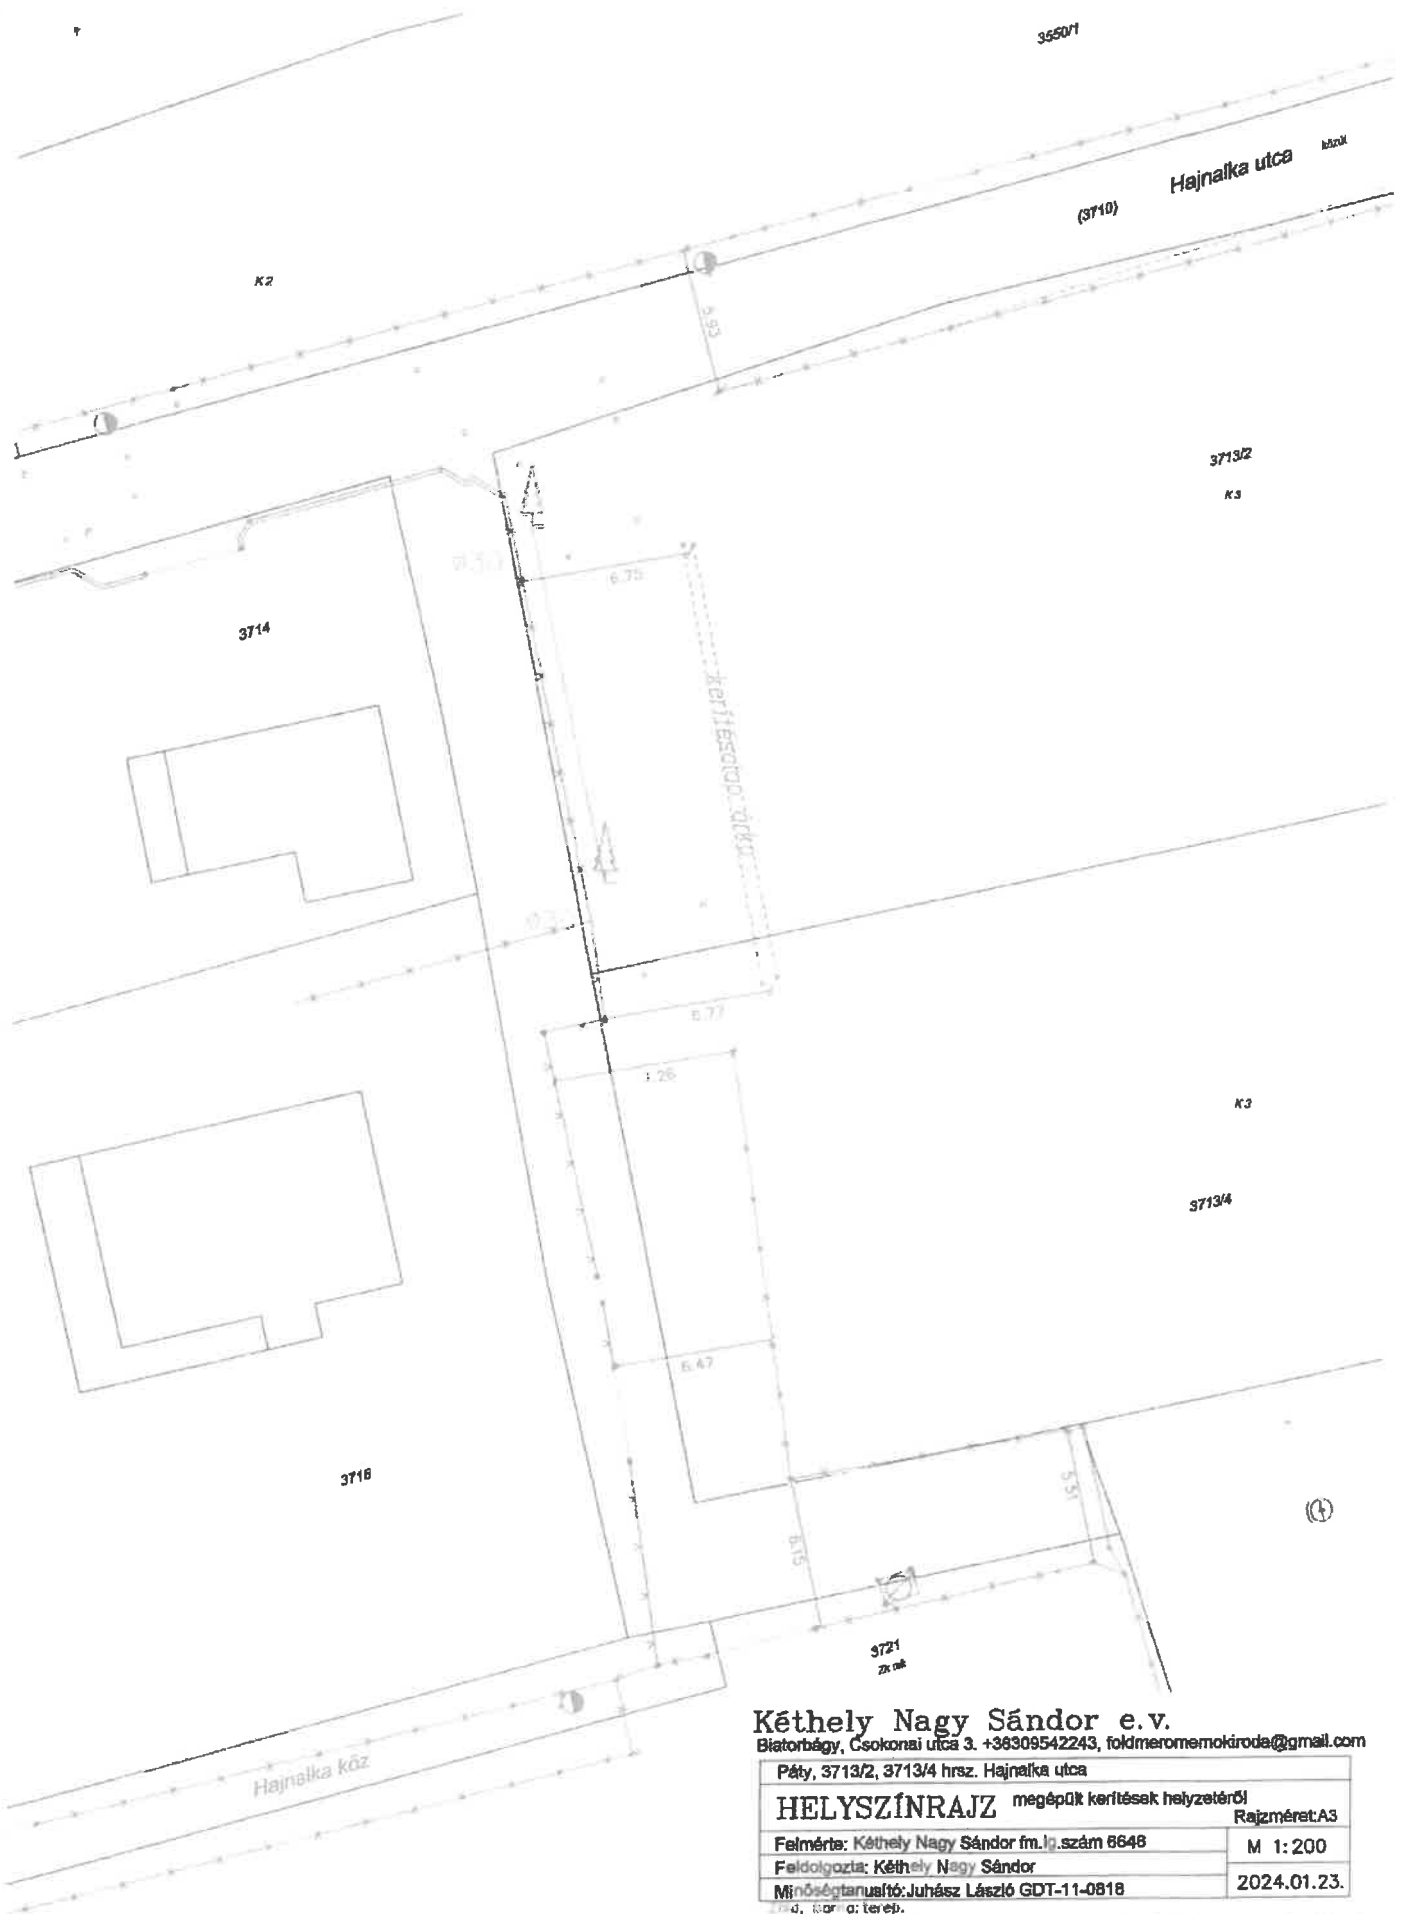 3550/1
Hajnalka utca közút
(3710)
K2
5.93
3713/2
K3
6.75
3714
6.77
K3
3713/4
6.47
3716
5.51
6.15
3721
Hajnalka köz
Kéthely Nagy Sándor e.v.
Biatorbágy, Csokonai utca 3. +36309542243, foldmeromernokiroda@gmail.com
Páty, 3713/2, 3713/4 hrsz. Hajnalka utca
HELYSZÍNRAJZ megépült kerítések helyzetéről
Rajzméret:A3
Felmérte: Kéthely Nagy Sándor fm.ig.szám 6648
M 1:200
Feldolgozta: Kéthely Nagy Sándor
Minőségtanusító:Juhász László GDT-11-0818
2024.01.23.